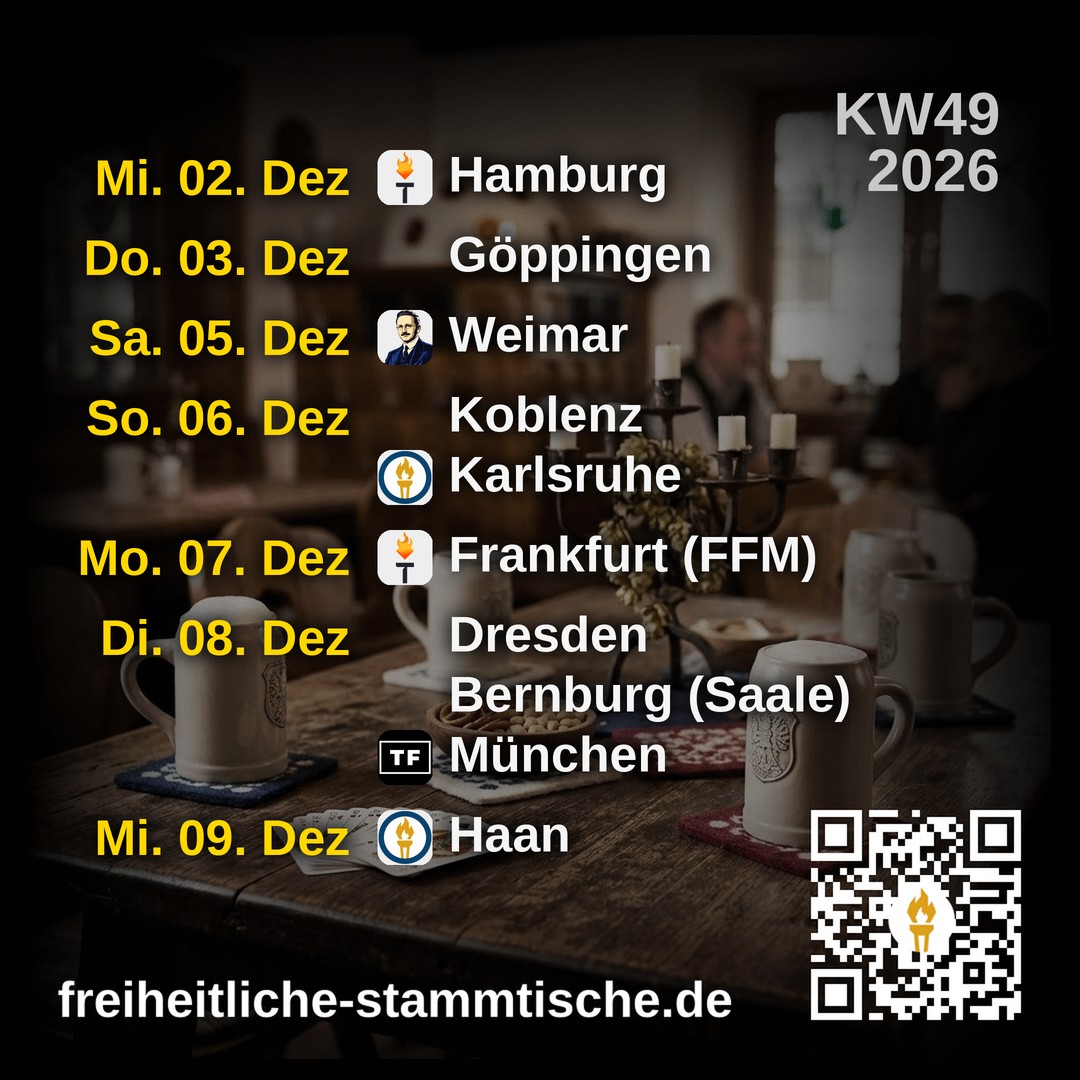 KW49
2026
Mi. 02. Dez Hamburg
Do. 03. Dez Göppingen
Sa. 05. Dez Weimar
So. 06. Dez Koblenz
Karlsruhe
Mo. 07. Dez Frankfurt (FFM)
Di. 08. Dez Dresden
Bernburg (Saale)
TF München
Mi. 09. Dez Haan
freiheitliche-stammtische.de